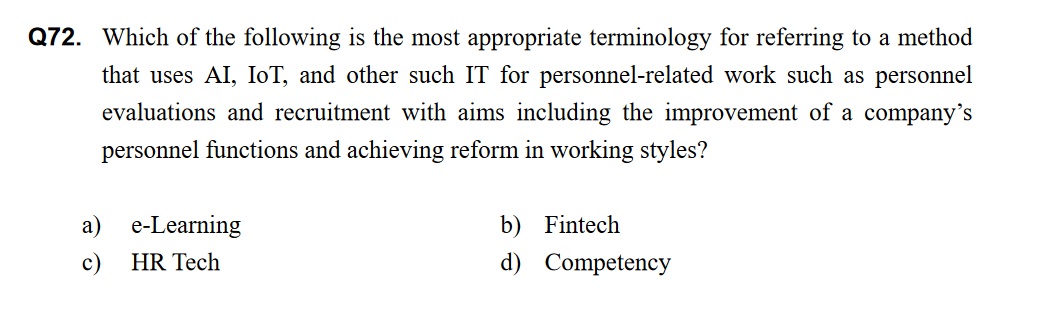 Q72. Which of the following is the most appropriate terminology for referring to a method
that uses AI, IoT, and other such IT for personnel-related work such as personnel
evaluations and recruitment with aims including the improvement of a company’s
personnel functions and achieving reform in working styles?
a) e-Learning b) Fintech
c) HR Tech d) Competency